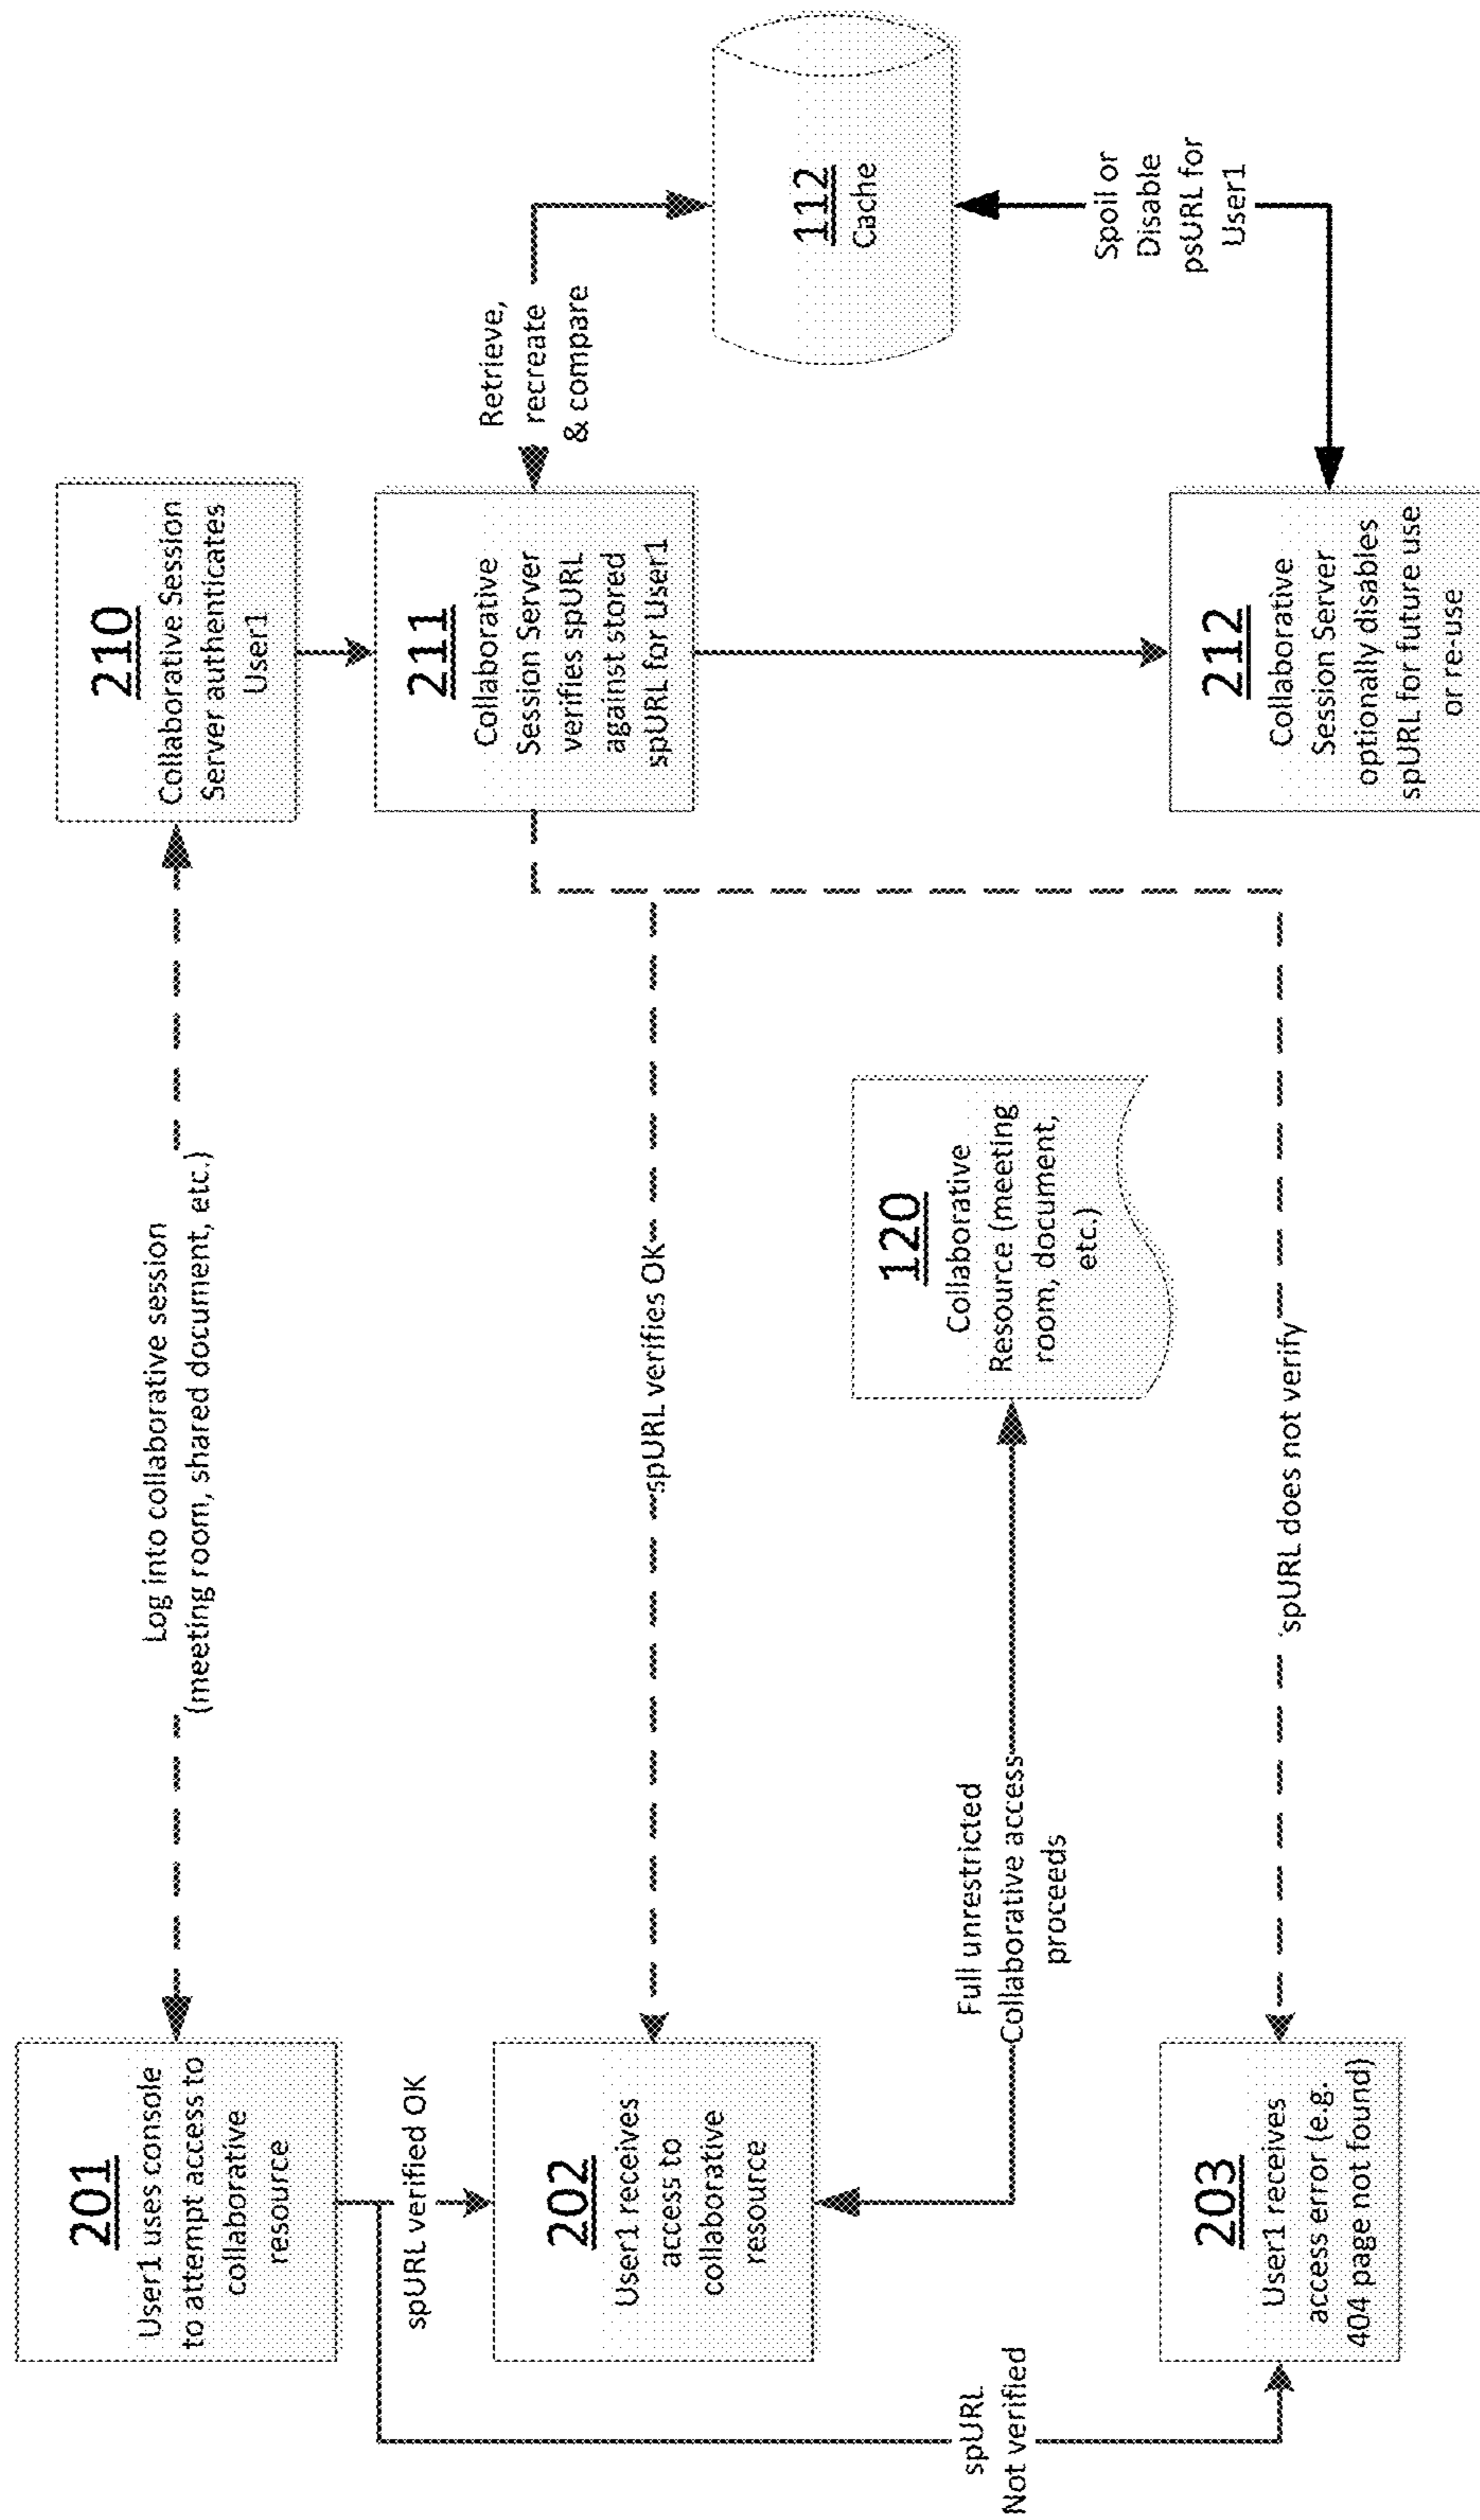 201
User1 uses console
to attempt access to
collaborative
resource
Log into collaborative session
(meeting room, shared document, etc.)
210
Collaborative Session
Server authenticates
User1
spURL verified OK
211
Collaborative
Session Server
verifies spURL
against stored
spURL for User1
Retrieve,
recreate
& compare
202
User1 receives
access to
collaborative
resource
spURL verifies OK
112
Cache
Full unrestricted
Collaborative access
proceeds
120
Collaborative
Resource (meeting
room, document,
etc.)
Spoil or
Disable
psURL for
User1
spURL
Not verified
203
User1 receives
access error (e.g.
404 page not found)
spURL does not verify
212
Collaborative
Session Server
optionally disables
spURL for future use
or re-use